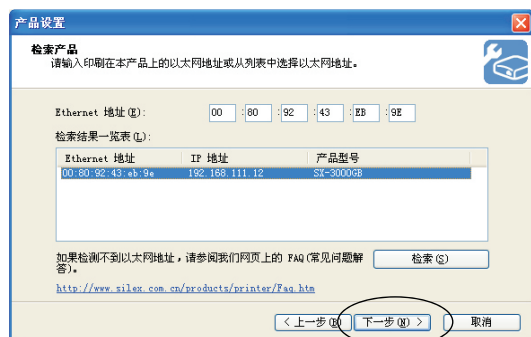 产品设置
检索产品
请输入印刷在本产品上的以太网地址或从列表中选择以太网地址。
Ethernet 地址(E): 00 :80 :92 :43 :EB :9E
检索结果一览表(L):
Ethernet 地址 IP 地址 产品型号
00:80:92:43:eb:9e 192.168.111.12 SX-3000GB
如果检测不到以太网地址，请参阅我们网页上的 FAQ(常见问题解
答)。
检索(S)
http://www.silex.com.cn/products/printer/Faq.htm
< 上一步(B) 下一步(N) > 取消